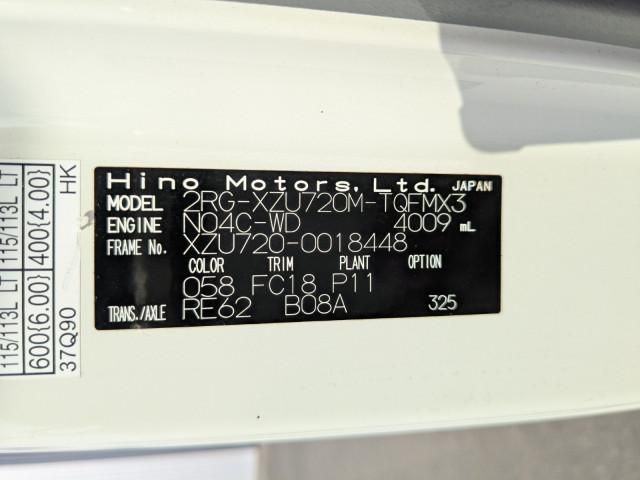 Hino Motors, Ltd. JAPAN
MODEL 2RG-XZU720M-TQFMX3
ENGINE N04C-WD 4009 mL
FRAME No. XZU720-0018448
COLOR TRIM PLANT OPTION
058 FC18 P11
TRANS./AXLE RE62 B08A 325
115/113L LT 115/113L LT
600{6.00} 400{4.00}
37Q90 HK